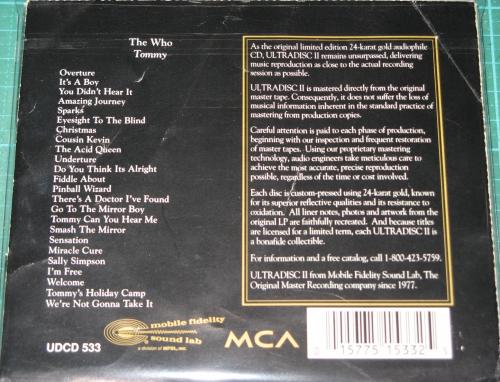 The Who
Tommy
Overture
It's A Boy
You Didn't Hear It
Amazing Journey
Sparks
Eyesight To The Blind
Christmas
Cousin Kevin
The Acid Queen
Underture
Do You Think Its Alright
Fiddle About
Pinball Wizard
There's A Doctor I've Found
Go To The Mirror Boy
Tommy Can You Hear Me
Smash The Mirror
Sensation
Miracle Cure
Sally Simpson
I'm Free
Welcome
Tommy's Holiday Camp
We're Not Gonna Take It
As the original limited edition 24-karat gold audiophile
CD, ULTRADISC II remains unsurpassed, delivering
music reproduction as close to the actual recording
session as possible.
ULTRADISC II is mastered directly from the original
master tape. Consequently, it does not suffer the loss of
musical information inherent in the standard practice of
mastering from production copies.
Careful attention is paid to each phase of production,
beginning with our inspection and frequent restoration
of master tapes. Using our proprietary mastering
technology, audio engineers take meticulous care to
achieve the most accurate, precise reproduction
possible, regardless of the time or cost involved.
Each disc is custom-pressed using 24-karat gold, known
for its superior reflective qualities and its resistance to
oxidation. All liner notes, photos and artwork from the
original LP are faithfully recreated. And because titles
are licensed for a limited term, each ULTRADISC II is
a bonafide collectible.
For information and a free catalog, call 1-800-423-5759.
ULTRADISC II from Mobile Fidelity Sound Lab, The
Original Master Recording company since 1977.
mobile fidelity
sound lab
a division of MFSL, Inc.
UDCD 533
MCA
0 15775 15332 5